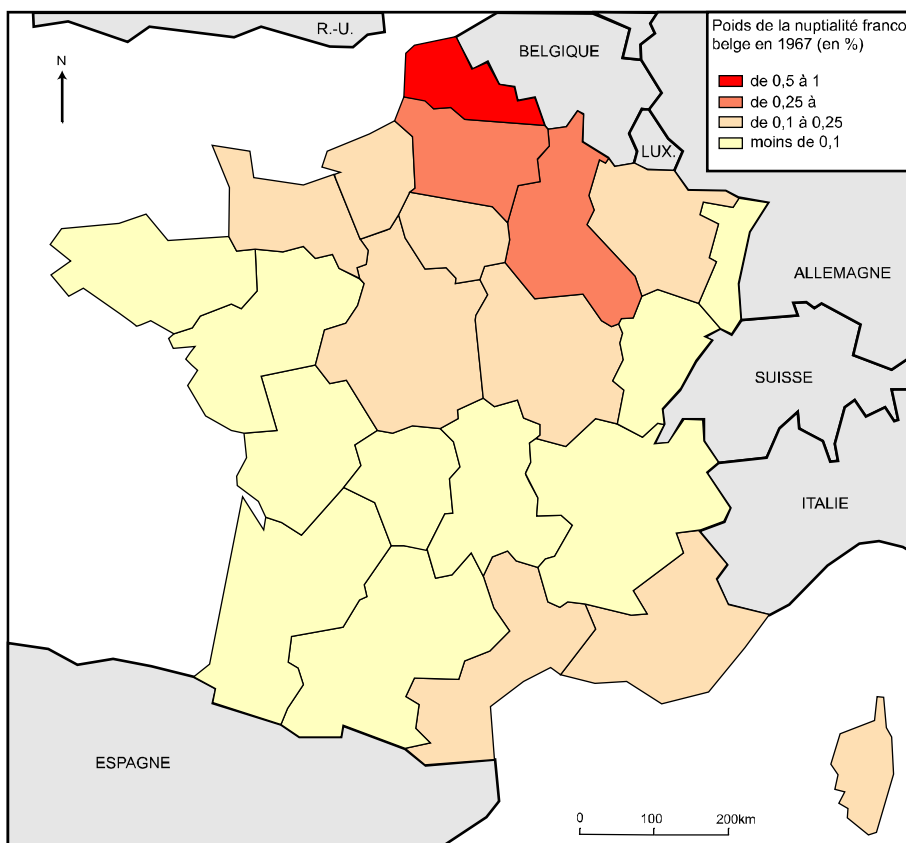 R.-U.
BELGIQUE
Poids de la nuptialité franco
belge en 1967 (en %)
de 0,5 à 1
de 0,25 à
de 0,1 à 0,25
moins de 0,1
N
LUX.
ALLEMAGNE
SUISSE
ITALIE
ESPAGNE
0 100 200km